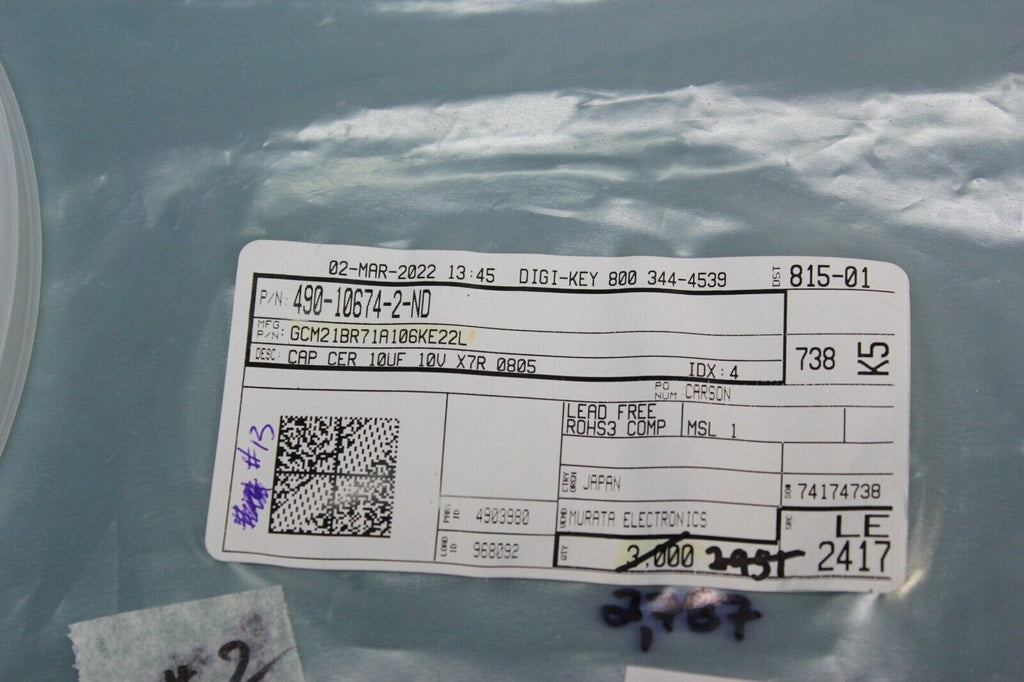 02-MAR-2022 13:45 DIGI-KEY 800 344-4539 DST 815-01
P/N: 490-10674-2-ND
MFG P/N: GCM21BR71A106KE22L
DESC: CAP CER 10UF 10V X7R 0805 IDX: 4
738 K5
PO NUM: CARSON
LEAD FREE
ROHS3 COMP MSL 1
#13
CTRY ORGN JAPAN
SO# 74174738
ID 4903980
VEND MURATA ELECTRONICS
SRC LE
LOAD ID 968092
QTY 3,000
2417
#2